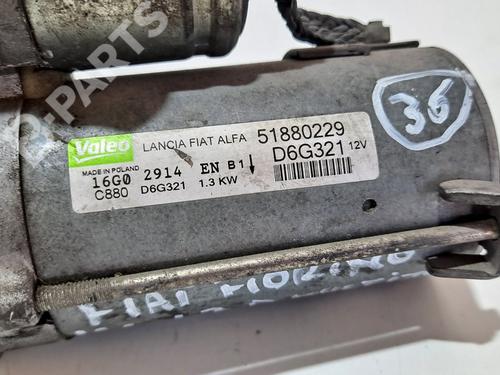 B-PARTS
36
Valeo LANCIA FIAT ALFA 51880229
MADE IN POLAND D6G321 12V
16G0 2914 EN B1↓
C880 D6G321 1.3 KW
FIAT FIORINO